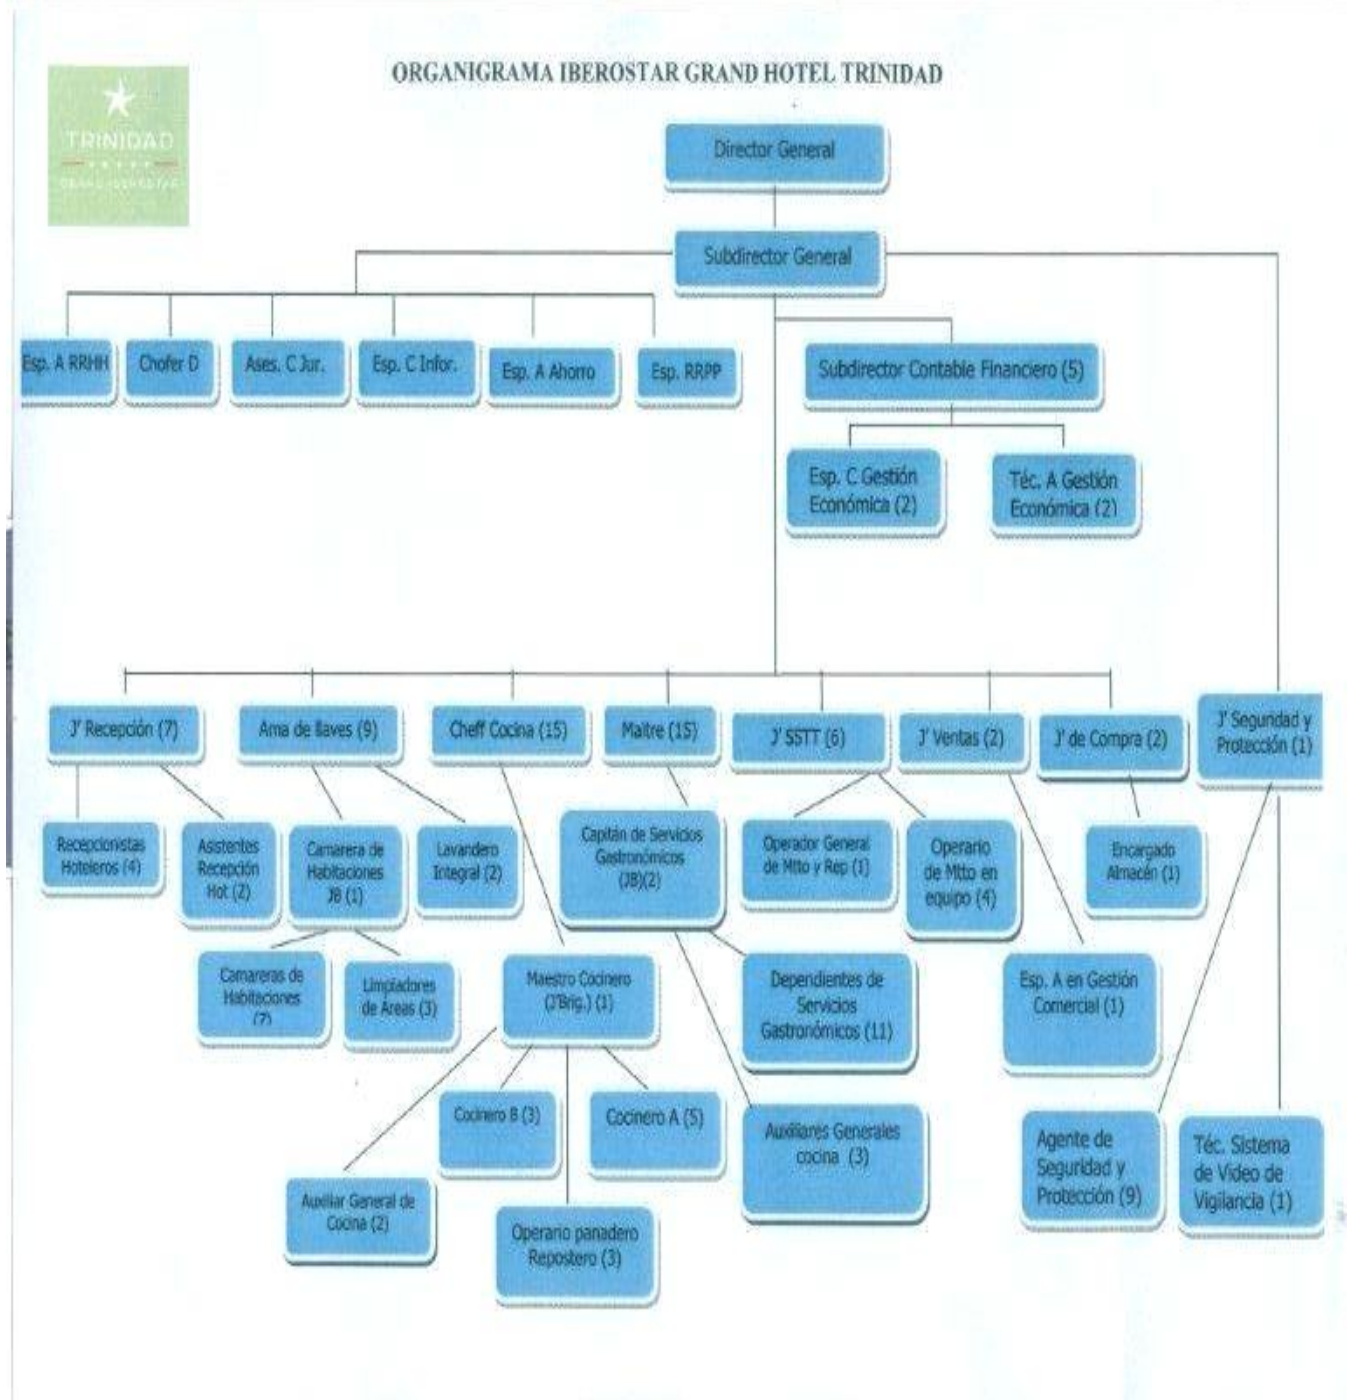 ORGANIGRAMA IBEROSTAR GRAND HOTEL TRINIDAD
TRINIDAD
Director General
Subdirector General
Esp. A RRHH
Chofer D
Ases. C Jur.
Esp. C Infor.
Esp. A Ahorro
Esp. RRPP
Subdirector Contable Financiero (5)
Esp. C Gestión
Económica (2)
Téc. A Gestión
Económica (2)
J' Recepción (7)
Ama de llaves (9)
Cheff Cocina (15)
Maitre (15)
J' SSTT (6)
J' Ventas (2)
J' de Compra (2)
J' Seguridad y
Protección (1)
Recepcionistas
Hoteleros (4)
Asistentes
Recepción
Hot (2)
Camarera de
Habitaciones
JB (1)
Lavandero
Integral (2)
Capitán de Servicios
Gastronómicos
(JB)(2)
Operador General
de Mtto y Rep (1)
Operario
de Mtto en
equipo (4)
Encargado
Almacén (1)
Camareras de
Habitaciones
(7)
Limpiadores
de Áreas (3)
Maestro Cocinero
(J'Brig.) (1)
Dependientes de
Servicios
Gastronómicos (11)
Esp. A en Gestión
Comercial (1)
Cocinero B (3)
Cocinero A (5)
Auxiliares Generales
cocina (3)
Agente de
Seguridad y
Protección (9)
Téc. Sistema
de Video de
Vigilancia (1)
Auxiliar General de
Cocina (2)
Operario panadero
Repostero (3)